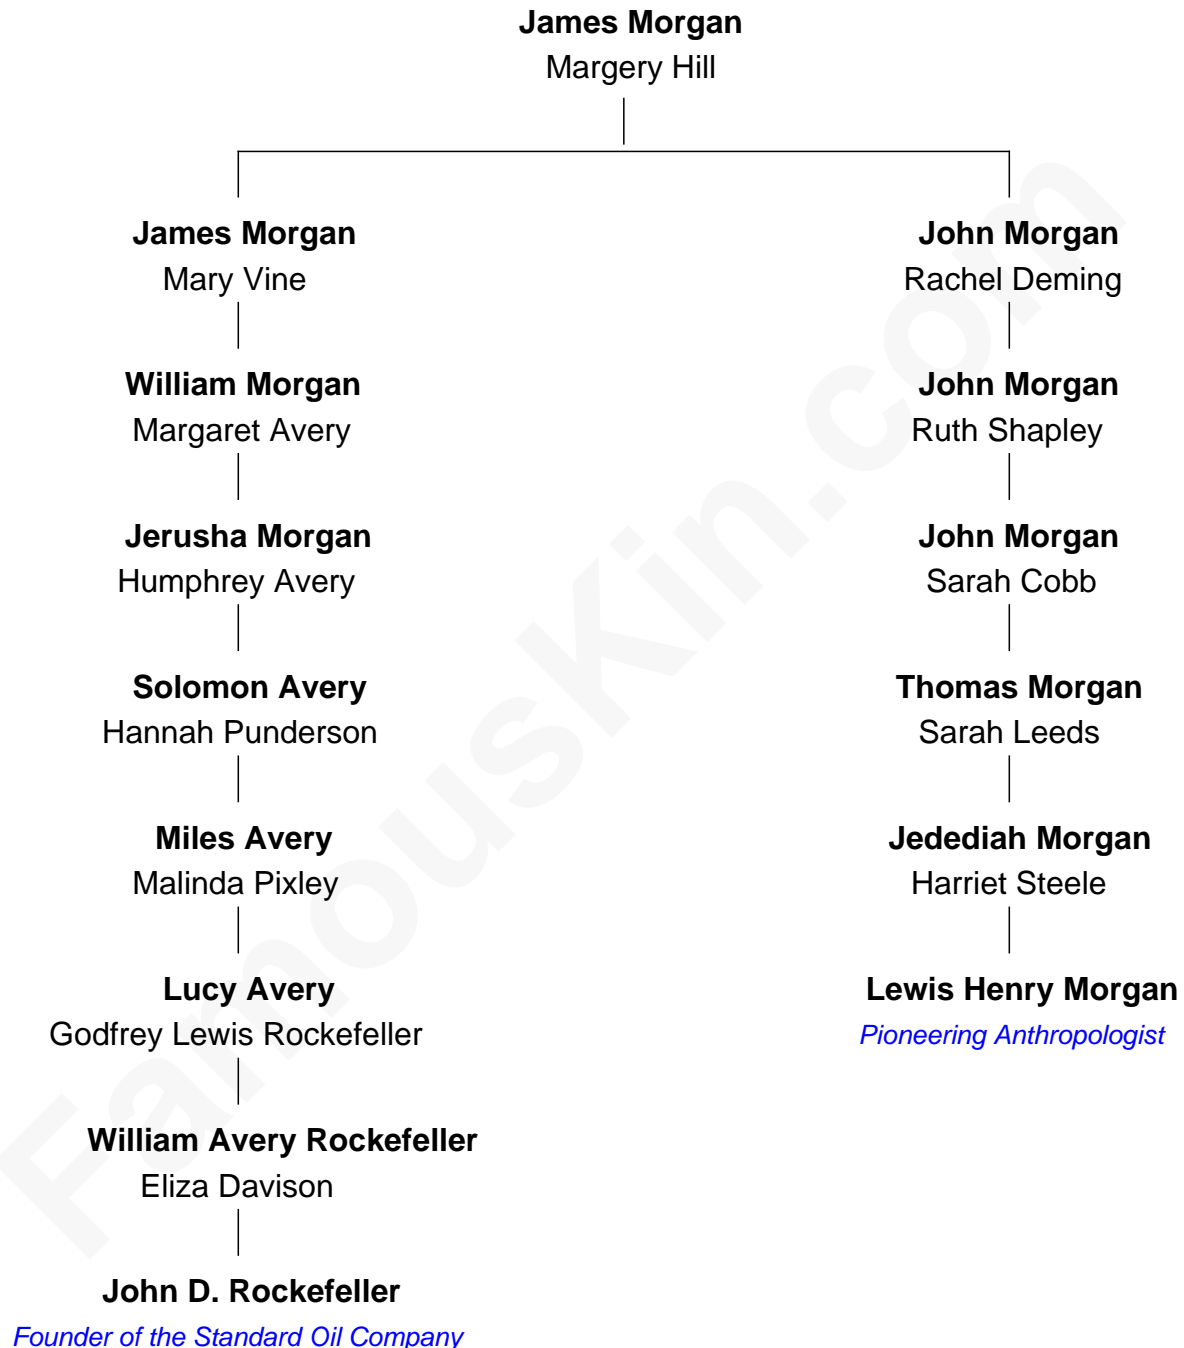 James Morgan
Margery Hill
James Morgan
Mary Vine
William Morgan
Margaret Avery
Jerusha Morgan
Humphrey Avery
Solomon Avery
Hannah Punderson
Miles Avery
Malinda Pixley
Lucy Avery
Godfrey Lewis Rockefeller
William Avery Rockefeller
Eliza Davison
John D. Rockefeller
Founder of the Standard Oil Company
John Morgan
Rachel Deming
John Morgan
Ruth Shapley
John Morgan
Sarah Cobb
Thomas Morgan
Sarah Leeds
Jedediah Morgan
Harriet Steele
Lewis Henry Morgan
Pioneering Anthropologist
FamousKin.com